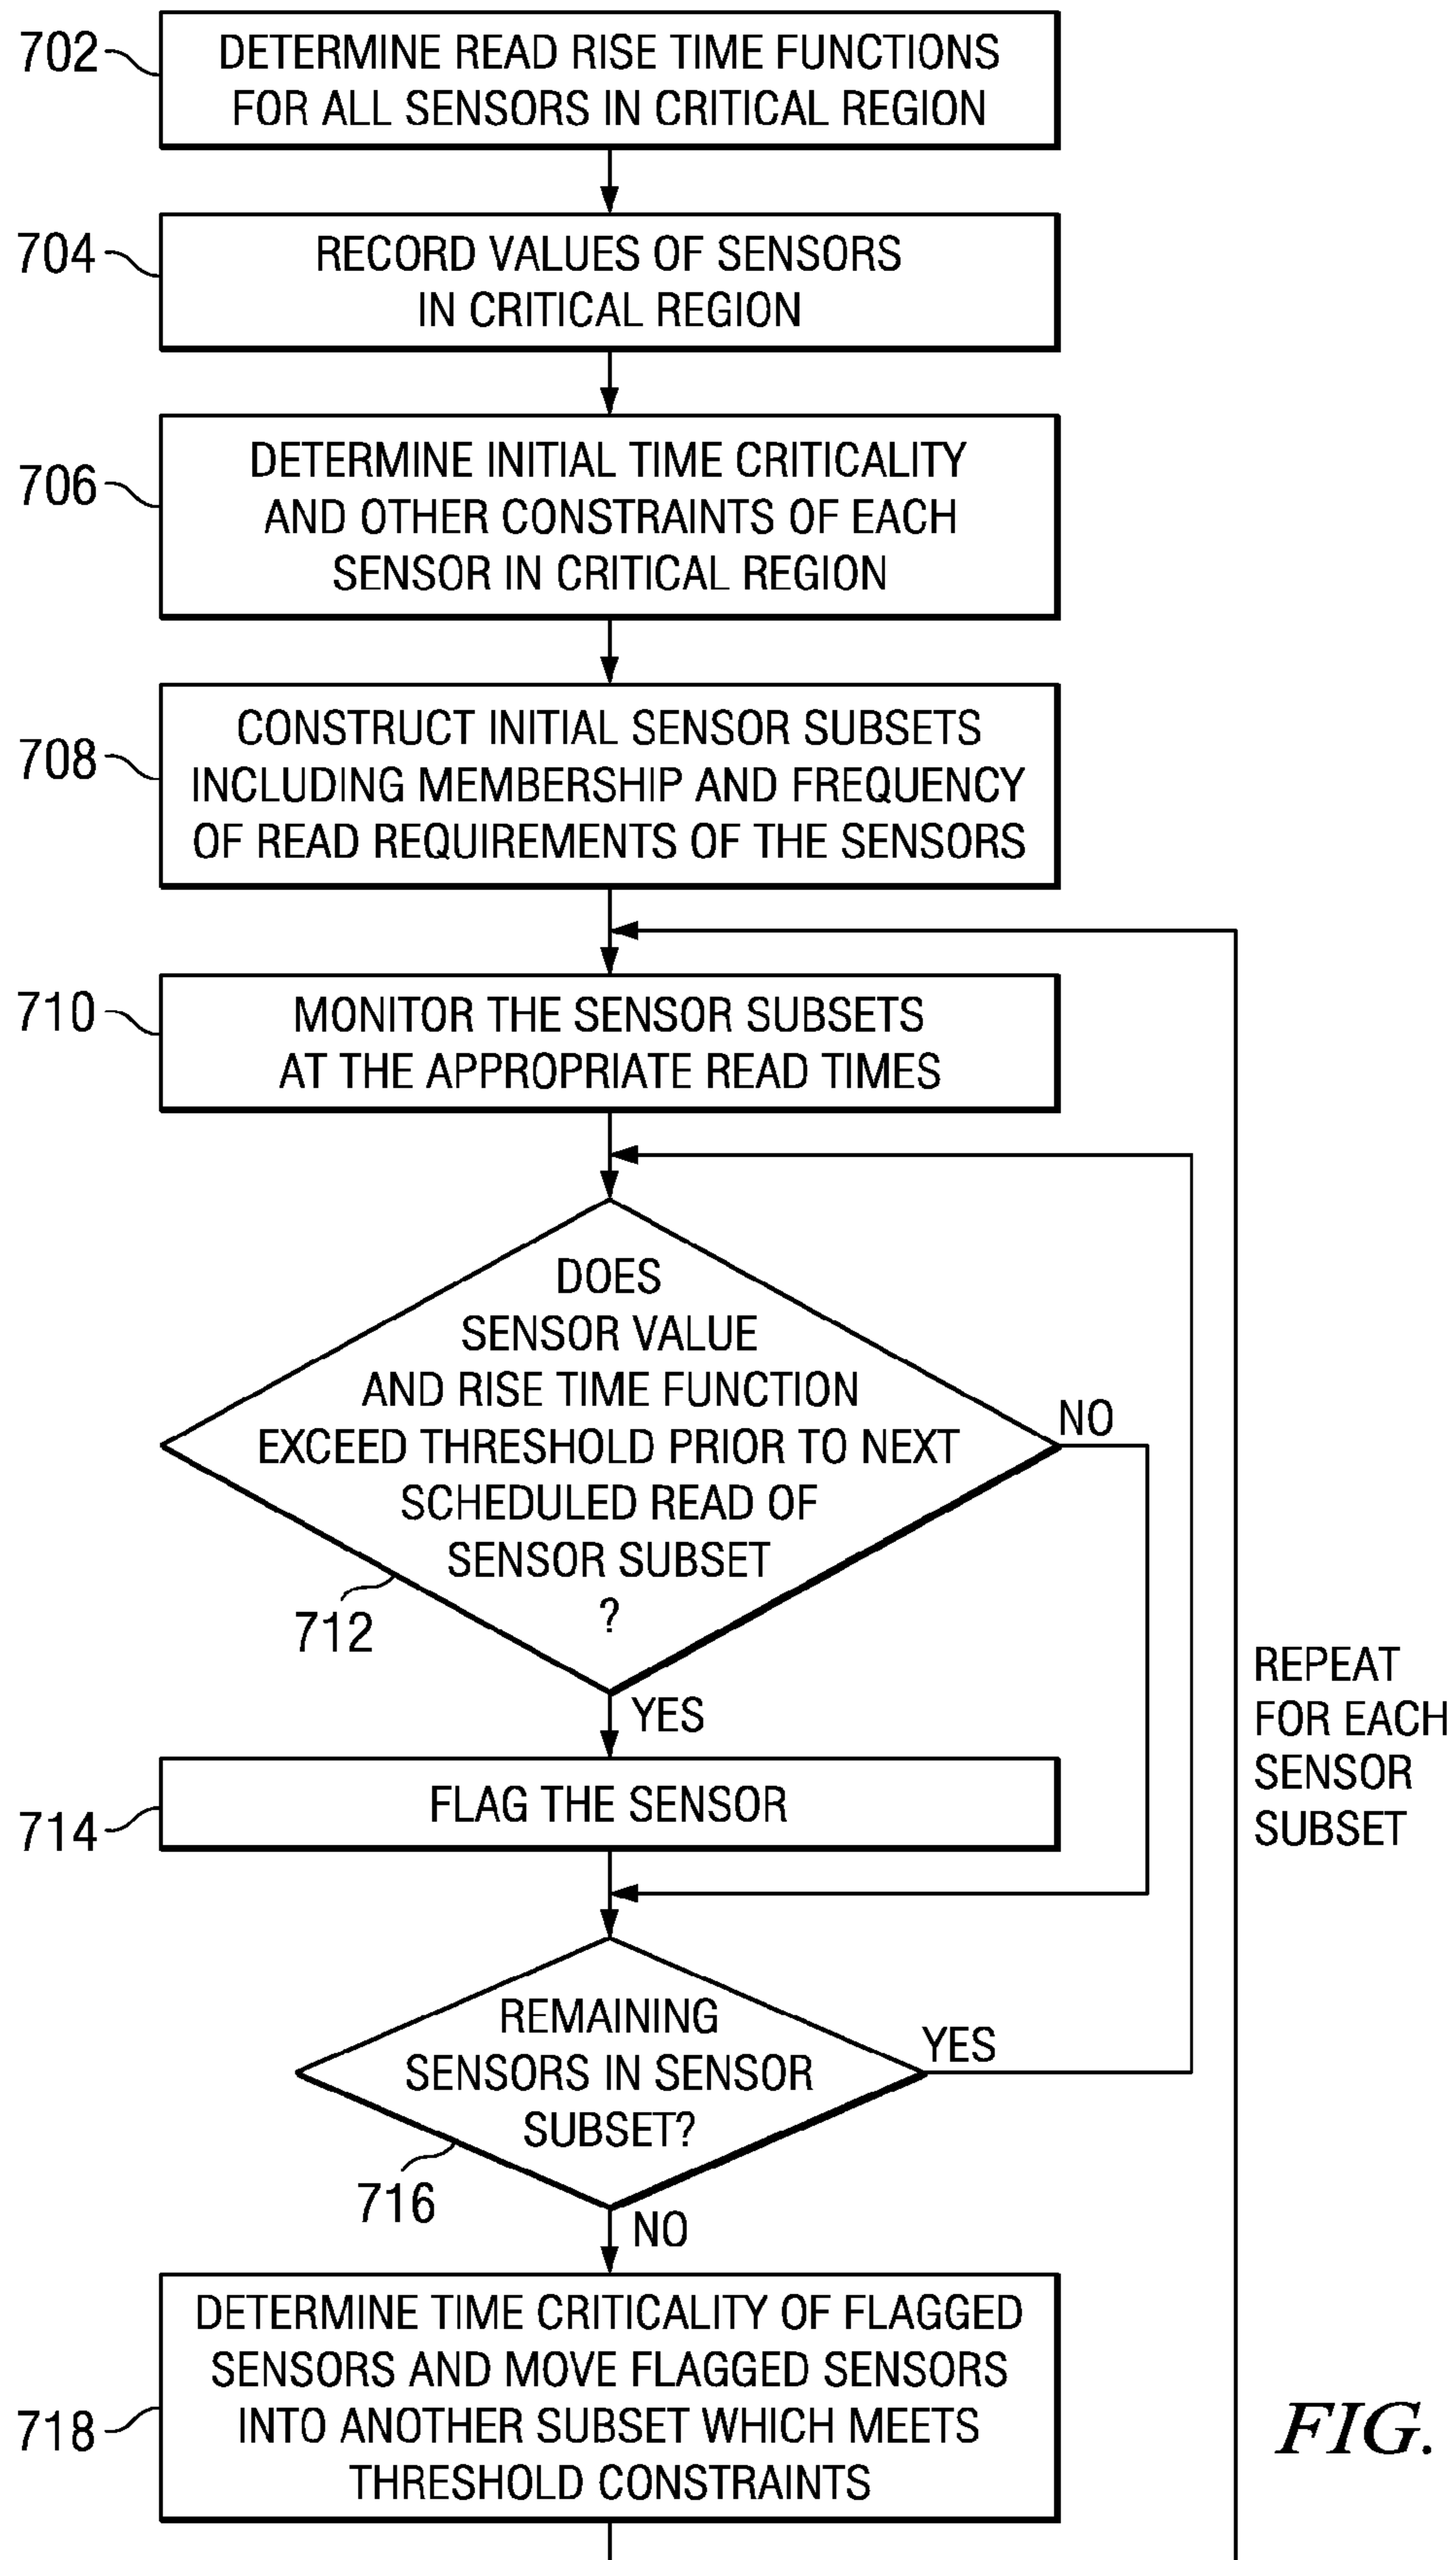 702
DETERMINE READ RISE TIME FUNCTIONS
FOR ALL SENSORS IN CRITICAL REGION
704
RECORD VALUES OF SENSORS
IN CRITICAL REGION
706
DETERMINE INITIAL TIME CRITICALITY
AND OTHER CONSTRAINTS OF EACH
SENSOR IN CRITICAL REGION
708
CONSTRUCT INITIAL SENSOR SUBSETS
INCLUDING MEMBERSHIP AND FREQUENCY
OF READ REQUIREMENTS OF THE SENSORS
710
MONITOR THE SENSOR SUBSETS
AT THE APPROPRIATE READ TIMES
DOES
SENSOR VALUE
AND RISE TIME FUNCTION
EXCEED THRESHOLD PRIOR TO NEXT
SCHEDULED READ OF
SENSOR SUBSET
?
NO
712
YES
REPEAT
FOR EACH
SENSOR
SUBSET
714
FLAG THE SENSOR
REMAINING
SENSORS IN SENSOR
SUBSET?
YES
716
NO
718
DETERMINE TIME CRITICALITY OF FLAGGED
SENSORS AND MOVE FLAGGED SENSORS
INTO ANOTHER SUBSET WHICH MEETS
THRESHOLD CONSTRAINTS
FIG.